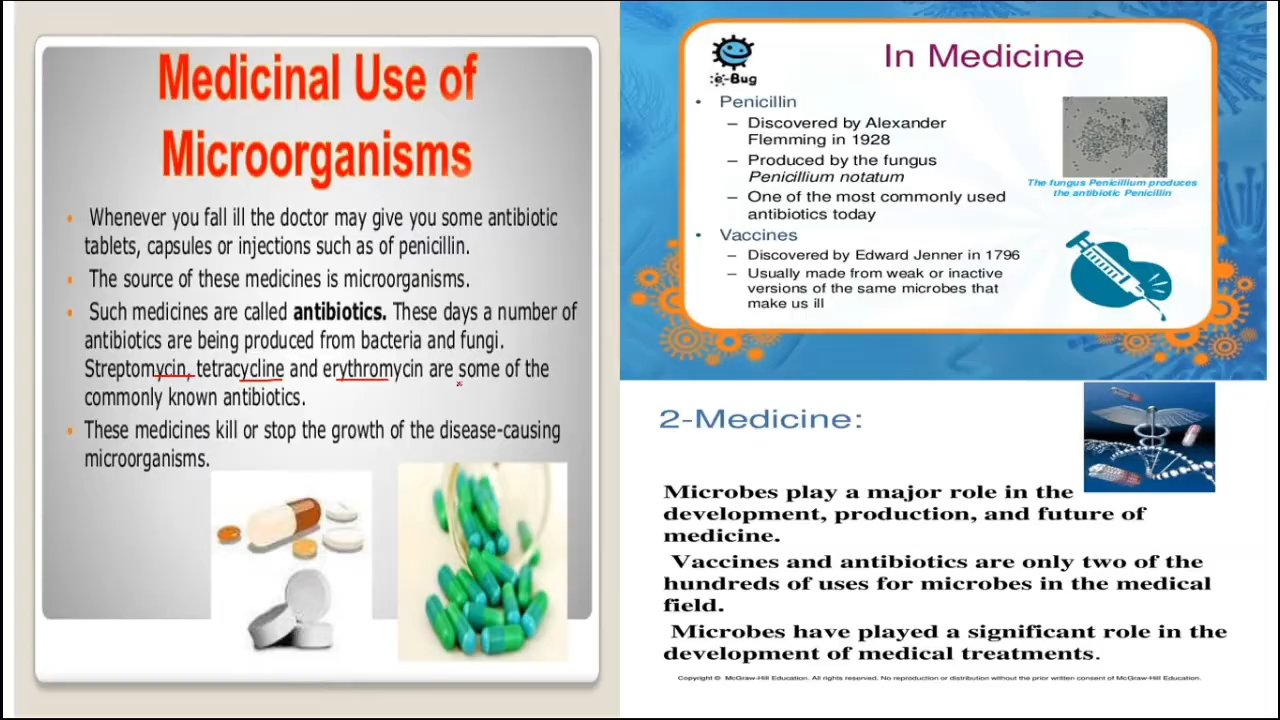 Medicinal Use of
Microorganisms
• Whenever you fall ill the doctor may give you some antibiotic
tablets, capsules or injections such as of penicillin.
• The source of these medicines is microorganisms.
• Such medicines are called antibiotics. These days a number of
antibiotics are being produced from bacteria and fungi.
Streptomycin, tetracycline and erythromycin are some of the
commonly known antibiotics.
• These medicines kill or stop the growth of the disease-causing
microorganisms.
e-Bug
In Medicine
• Penicillin
– Discovered by Alexander
Flemming in 1928
– Produced by the fungus
Penicillium notatum
– One of the most commonly used
antibiotics today
The fungus Penicillium produces
the antibiotic Penicillin
• Vaccines
– Discovered by Edward Jenner in 1796
– Usually made from weak or inactive
versions of the same microbes that
make us ill
2-Medicine:
Microbes play a major role in the
development, production, and future of
medicine.
Vaccines and antibiotics are only two of the
hundreds of uses for microbes in the medical
field.
Microbes have played a significant role in the
development of medical treatments.
Copyright © McGraw-Hill Education. All rights reserved. No reproduction or distribution without the prior written consent of McGraw-Hill Education.